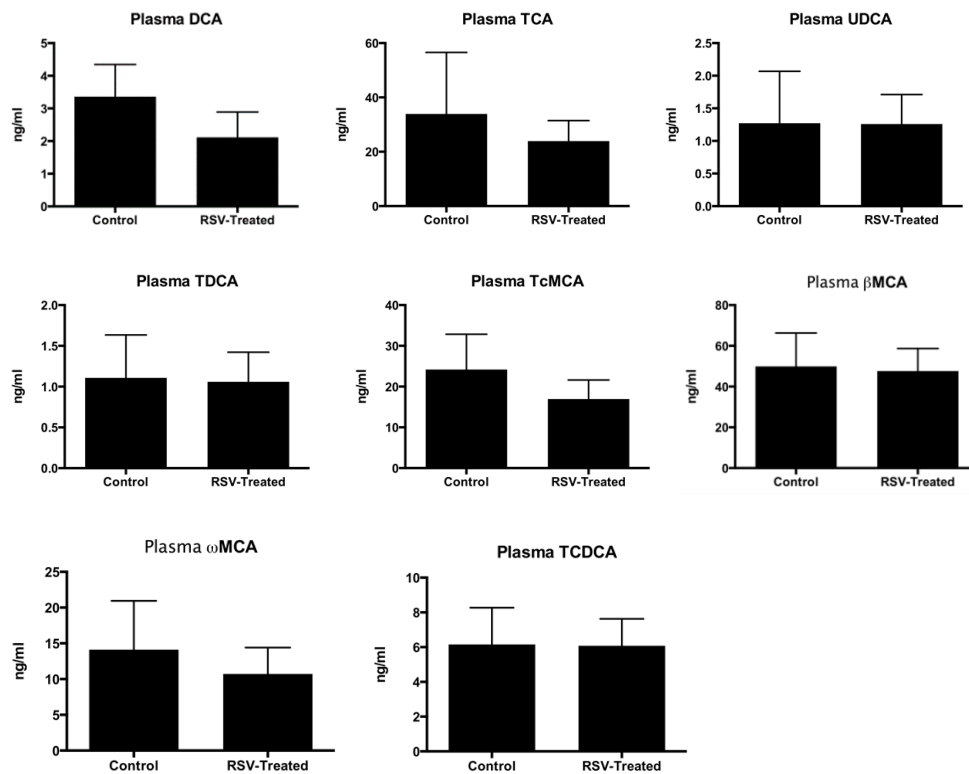 Plasma DCA
5
4
3
2
1
0
ng/ml
Control
RSV-Treated
Plasma TCA
60
40
20
0
ng/ml
Control
RSV-Treated
Plasma UDCA
2.5
2.0
1.5
1.0
0.5
0.0
ng/ml
Control
RSV-Treated
Plasma TDCA
2.0
1.5
1.0
0.5
0.0
ng/ml
Control
RSV-Treated
Plasma TcMCA
40
30
20
10
0
ng/ml
Control
RSV-Treated
Plasma βMCA
80
60
40
20
0
ng/ml
Control
RSV-Treated
Plasma ωMCA
25
20
15
10
5
0
ng/ml
Control
RSV-Treated
Plasma TCDCA
10
8
6
4
2
0
ng/ml
Control
RSV-Treated